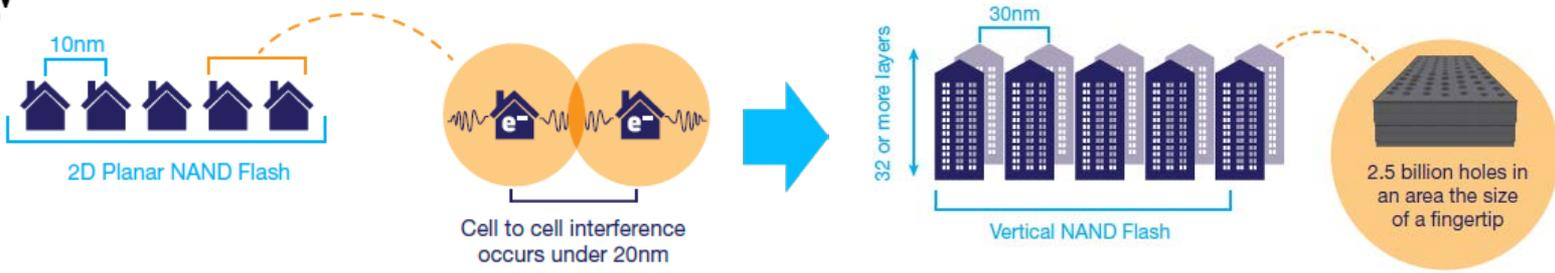 10nm
2D Planar NAND Flash
e-
e-
Cell to cell interference
occurs under 20nm
32 or more layers
30nm
Vertical NAND Flash
2.5 billion holes in
an area the size
of a fingertip